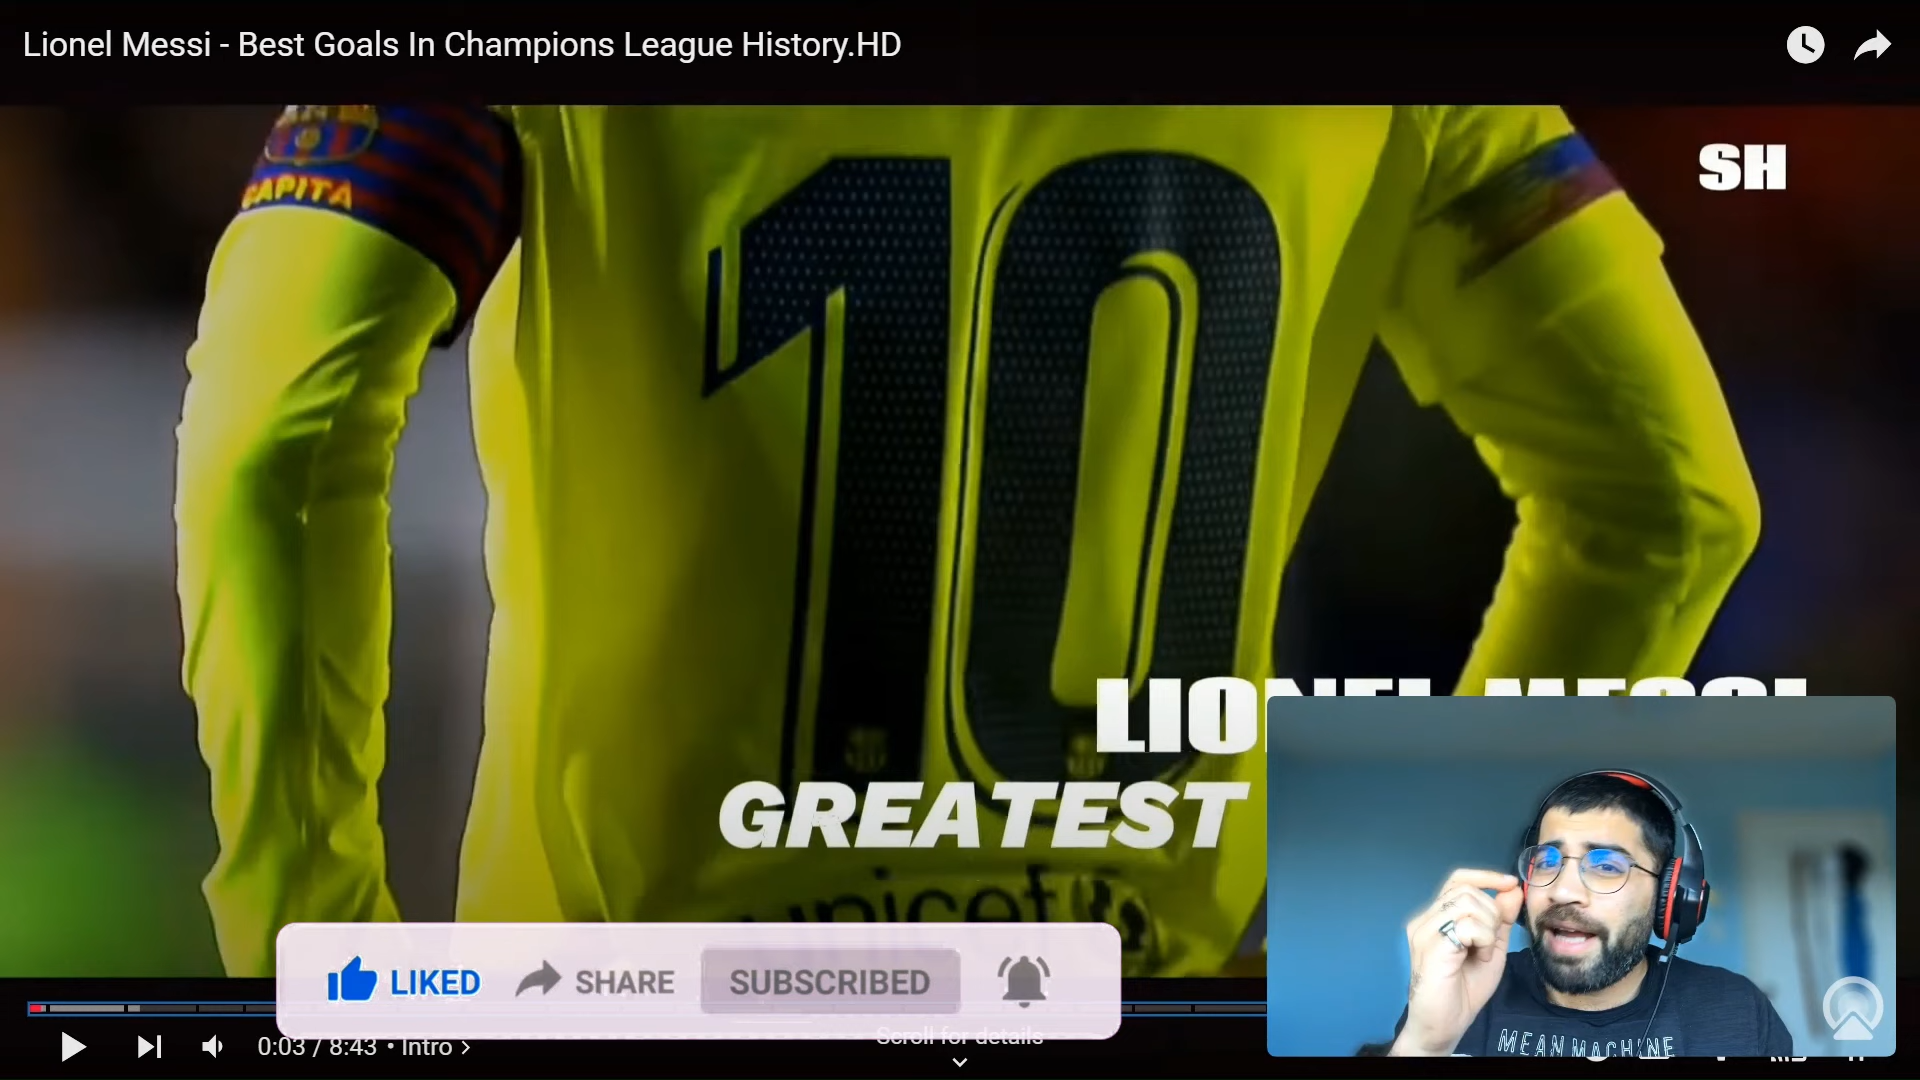 Lionel Messi - Best Goals In Champions League History.HD
SH
CAPITA
10
GREATEST
unicef
LIKED
SHARE
SUBSCRIBED
Scroll for details
0:03 / 8:43 • Intro
MEAN MACHINE